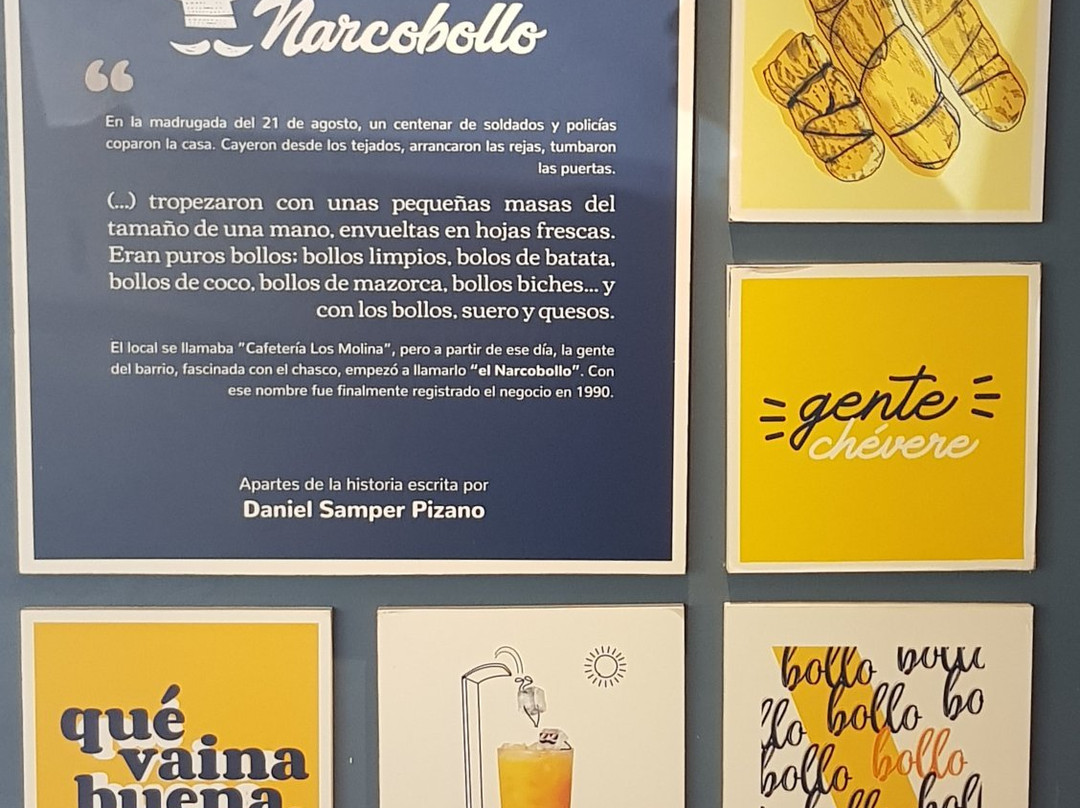 Narcobollo
“
En la madrugada del 21 de agosto, un centenar de soldados y policías
coparon la casa. Cayeron desde los tejados, arrancaron las rejas, tumbaron
las puertas.
(...) tropezaron con unas pequeñas masas del
tamaño de una mano, envueltas en hojas frescas.
Eran puros bollos: bollos limpios, bolos de batata,
bollos de coco, bollos de mazorca, bollos biches... y
con los bollos, suero y quesos.
El local se llamaba "Cafetería Los Molina", pero a partir de ese día, la gente
del barrio, fascinada con el chasco, empezó a llamarlo "el Narcobollo". Con
ese nombre fue finalmente registrado el negocio en 1990.
Apartes de la historia escrita por
Daniel Samper Pizano
gente
chévere
qué
vaina
buena
bollo
bollo bo
llo
bollo
bollo